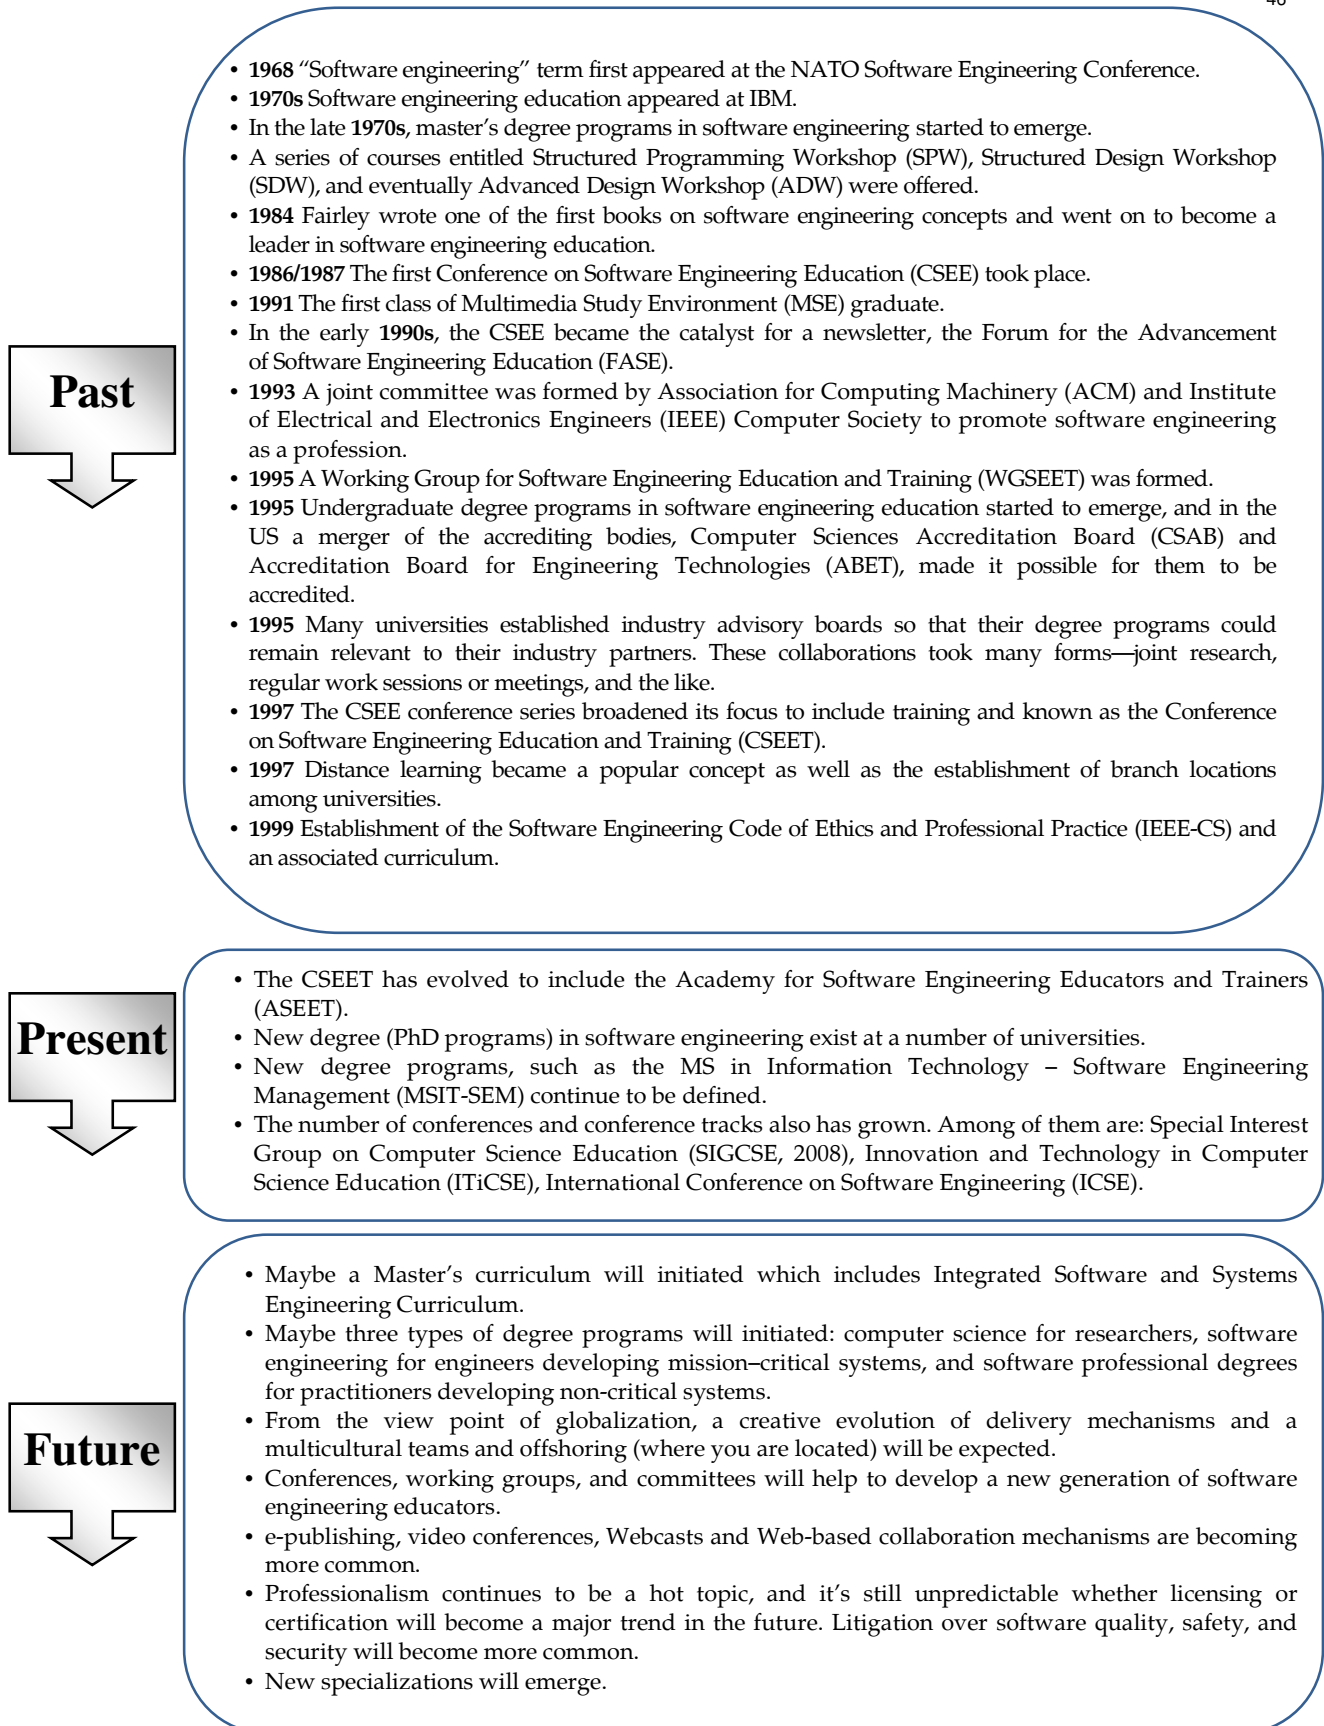 46
• 1968 “Software engineering” term first appeared at the NATO Software Engineering Conference.
• 1970s Software engineering education appeared at IBM.
• In the late 1970s, master’s degree programs in software engineering started to emerge.
• A series of courses entitled Structured Programming Workshop (SPW), Structured Design Workshop
(SDW), and eventually Advanced Design Workshop (ADW) were offered.
• 1984 Fairley wrote one of the first books on software engineering concepts and went on to become a
leader in software engineering education.
• 1986/1987 The first Conference on Software Engineering Education (CSEE) took place.
• 1991 The first class of Multimedia Study Environment (MSE) graduate.
• In the early 1990s, the CSEE became the catalyst for a newsletter, the Forum for the Advancement
of Software Engineering Education (FASE).
Past
• 1993 A joint committee was formed by Association for Computing Machinery (ACM) and Institute
of Electrical and Electronics Engineers (IEEE) Computer Society to promote software engineering
as a profession.
• 1995 A Working Group for Software Engineering Education and Training (WGSEET) was formed.
• 1995 Undergraduate degree programs in software engineering education started to emerge, and in the
US a merger of the accrediting bodies, Computer Sciences Accreditation Board (CSAB) and
Accreditation Board for Engineering Technologies (ABET), made it possible for them to be
accredited.
• 1995 Many universities established industry advisory boards so that their degree programs could
remain relevant to their industry partners. These collaborations took many forms—joint research,
regular work sessions or meetings, and the like.
• 1997 The CSEE conference series broadened its focus to include training and known as the Conference
on Software Engineering Education and Training (CSEET).
• 1997 Distance learning became a popular concept as well as the establishment of branch locations
among universities.
• 1999 Establishment of the Software Engineering Code of Ethics and Professional Practice (IEEE-CS) and
an associated curriculum.
Present
• The CSEET has evolved to include the Academy for Software Engineering Educators and Trainers
(ASEET).
• New degree (PhD programs) in software engineering exist at a number of universities.
• New degree programs, such as the MS in Information Technology – Software Engineering
Management (MSIT-SEM) continue to be defined.
• The number of conferences and conference tracks also has grown. Among of them are: Special Interest
Group on Computer Science Education (SIGCSE, 2008), Innovation and Technology in Computer
Science Education (ITiCSE), International Conference on Software Engineering (ICSE).
Future
• Maybe a Master’s curriculum will initiated which includes Integrated Software and Systems
Engineering Curriculum.
• Maybe three types of degree programs will initiated: computer science for researchers, software
engineering for engineers developing mission–critical systems, and software professional degrees
for practitioners developing non-critical systems.
• From the view point of globalization, a creative evolution of delivery mechanisms and a
multicultural teams and offshoring (where you are located) will be expected.
• Conferences, working groups, and committees will help to develop a new generation of software
engineering educators.
• e-publishing, video conferences, Webcasts and Web-based collaboration mechanisms are becoming
more common.
• Professionalism continues to be a hot topic, and it’s still unpredictable whether licensing or
certification will become a major trend in the future. Litigation over software quality, safety, and
security will become more common.
• New specializations will emerge.